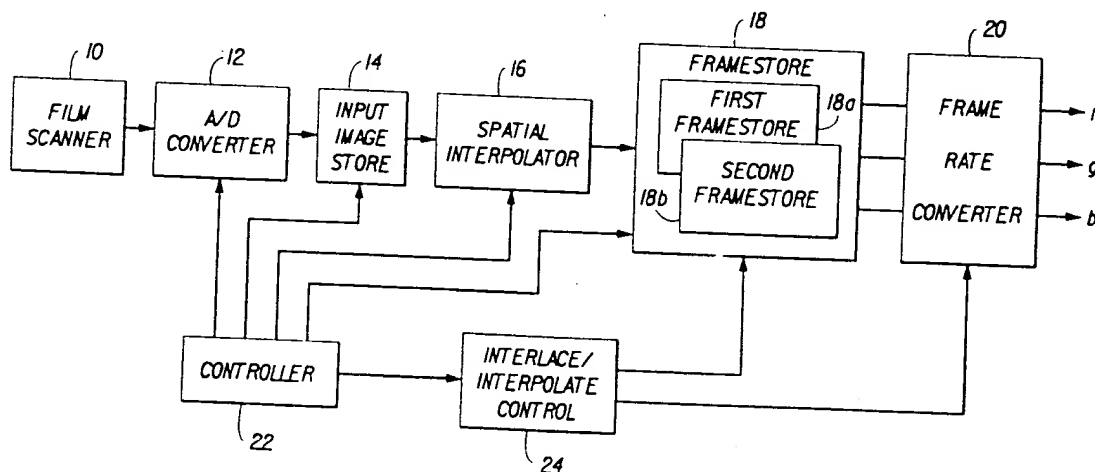 10
FILM
SCANNER
12
A/D
CONVERTER
14
INPUT
IMAGE
STORE
16
SPATIAL
INTERPOLATOR
18
FRAMESTORE
FIRST
FRAMESTORE
18a
SECOND
FRAMESTORE
18b
20
FRAME
RATE
CONVERTER
r
g
b
CONTROLLER
22
INTERLACE/
INTERPOLATE
CONTROL
24